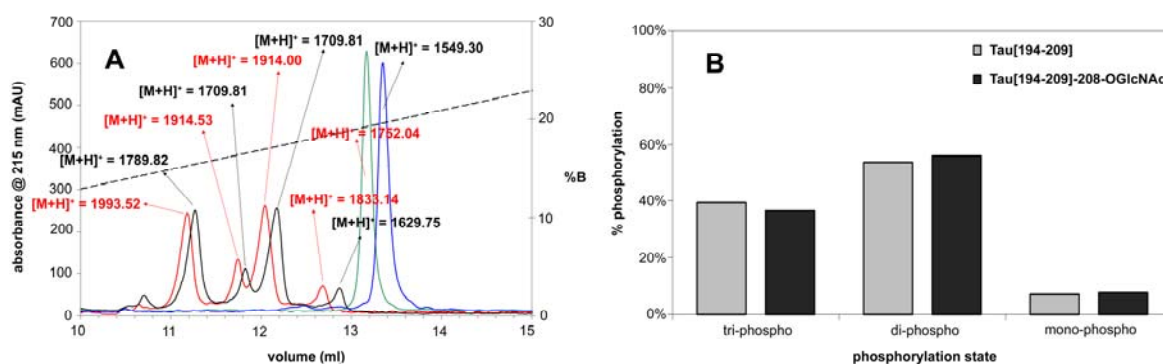 700
600
500
400
300
200
100
0
absorbance @ 215 nm (mAU)
A
[M+H]⁺ = 1709.81
[M+H]⁺ = 1549.30
[M+H]⁺ = 1914.00
[M+H]⁺ = 1709.81
[M+H]⁺ = 1914.53
[M+H]⁺ = 1752.04
[M+H]⁺ = 1789.82
[M+H]⁺ = 1993.52
[M+H]⁺ = 1833.14
[M+H]⁺ = 1629.75
30
20
10
0
%B
10 11 12 13 14 15
volume (ml)
B
Tau[194-209]
Tau[194-209]-208-OGlcNAc
100%
80%
60%
40%
20%
0%
% phosphorylation
tri-phospho di-phospho mono-phospho
phosphorylation state